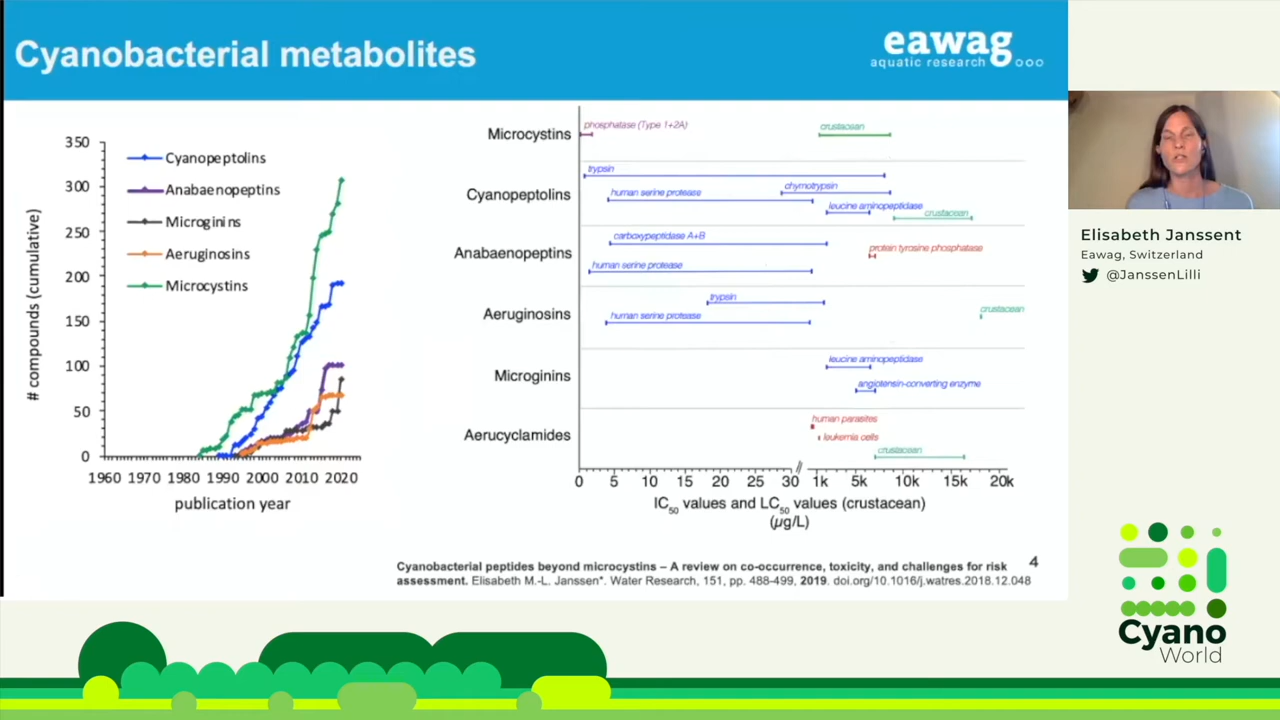 Cyanobacterial metabolites
eawag
aquatic research
350
300
250
200
150
100
50
0
# compounds (cumulative)
Cyanopeptolins
Anabaenopeptins
Microginins
Aeruginosins
Microcystins
1960 1970 1980 1990 2000 2010 2020
publication year
Microcystins
phosphatase (Type 1+2A)
crustacean
Cyanopeptolins
trypsin
human serine protease
chymotrypsin
leucine aminopeptidase
crustacean
Anabaenopeptins
carboxypeptidase A+B
protein tyrosine phosphatase
human serine protease
Aeruginosins
trypsin
human serine protease
crustacean
Microginins
leucine aminopeptidase
angiotensin-converting enzyme
Aerucyclamides
human parasites
leukemia cells
crustacean
0 5 10 15 20 25 30 1k 5k 10k 15k 20k
IC50 values and LC50 values (crustacean)
(µg/L)
Cyanobacterial peptides beyond microcystins – A review on co-occurrence, toxicity, and challenges for risk
assessment. Elisabeth M.-L. Janssen*. Water Research, 151, pp. 488-499, 2019. doi.org/10.1016/j.watres.2018.12.048
4
Elisabeth Janssent
Eawag, Switzerland
@JanssenLilli
Cyano
World